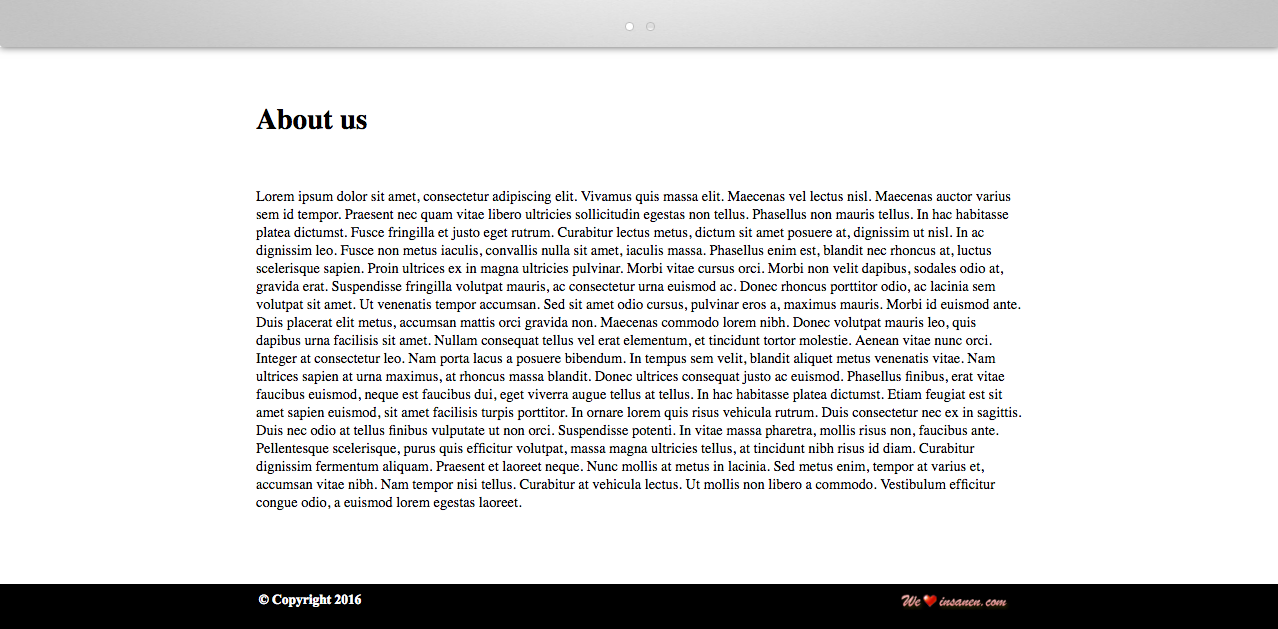 About us
Lorem ipsum dolor sit amet, consectetur adipiscing elit. Vivamus quis massa elit. Maecenas vel lectus nisl. Maecenas auctor varius
sem id tempor. Praesent nec quam vitae libero ultricies sollicitudin egestas non tellus. Phasellus non mauris tellus. In hac habitasse
platea dictumst. Fusce fringilla et justo eget rutrum. Curabitur lectus metus, dictum sit amet posuere at, dignissim ut nisl. In ac
dignissim leo. Fusce non metus iaculis, convallis nulla sit amet, iaculis massa. Phasellus enim est, blandit nec rhoncus at, luctus
scelerisque sapien. Proin ultrices ex in magna ultricies pulvinar. Morbi vitae cursus orci. Morbi non velit dapibus, sodales odio at,
gravida erat. Suspendisse fringilla volutpat mauris, ac consectetur urna euismod ac. Donec rhoncus porttitor odio, ac lacinia sem
volutpat sit amet. Ut venenatis tempor accumsan. Sed sit amet odio cursus, pulvinar eros a, maximus mauris. Morbi id euismod ante.
Duis placerat elit metus, accumsan mattis orci gravida non. Maecenas commodo lorem nibh. Donec volutpat mauris leo, quis
dapibus urna facilisis sit amet. Nullam consequat tellus vel erat elementum, et tincidunt tortor molestie. Aenean vitae nunc orci.
Integer at consectetur leo. Nam porta lacus a posuere bibendum. In tempus sem velit, blandit aliquet metus venenatis vitae. Nam
ultrices sapien at urna maximus, at rhoncus massa blandit. Donec ultrices consequat justo ac euismod. Phasellus finibus, erat vitae
faucibus euismod, neque est faucibus dui, eget viverra augue tellus at tellus. In hac habitasse platea dictumst. Etiam feugiat est sit
amet sapien euismod, sit amet facilisis turpis porttitor. In ornare lorem quis risus vehicula rutrum. Duis consectetur nec ex in sagittis.
Duis nec odio at tellus finibus vulputate ut non orci. Suspendisse potenti. In vitae massa pharetra, mollis risus non, faucibus ante.
Pellentesque scelerisque, purus quis efficitur volutpat, massa magna ultricies tellus, at tincidunt nibh risus id diam. Curabitur
dignissim fermentum aliquam. Praesent et laoreet neque. Nunc mollis at metus in lacinia. Sed metus enim, tempor at varius et,
accumsan vitae nibh. Nam tempor nisi tellus. Curabitur at vehicula lectus. Ut mollis non libero a commodo. Vestibulum efficitur
congue odio, a euismod lorem egestas laoreet.
© Copyright 2016
We ❤ insanen.com